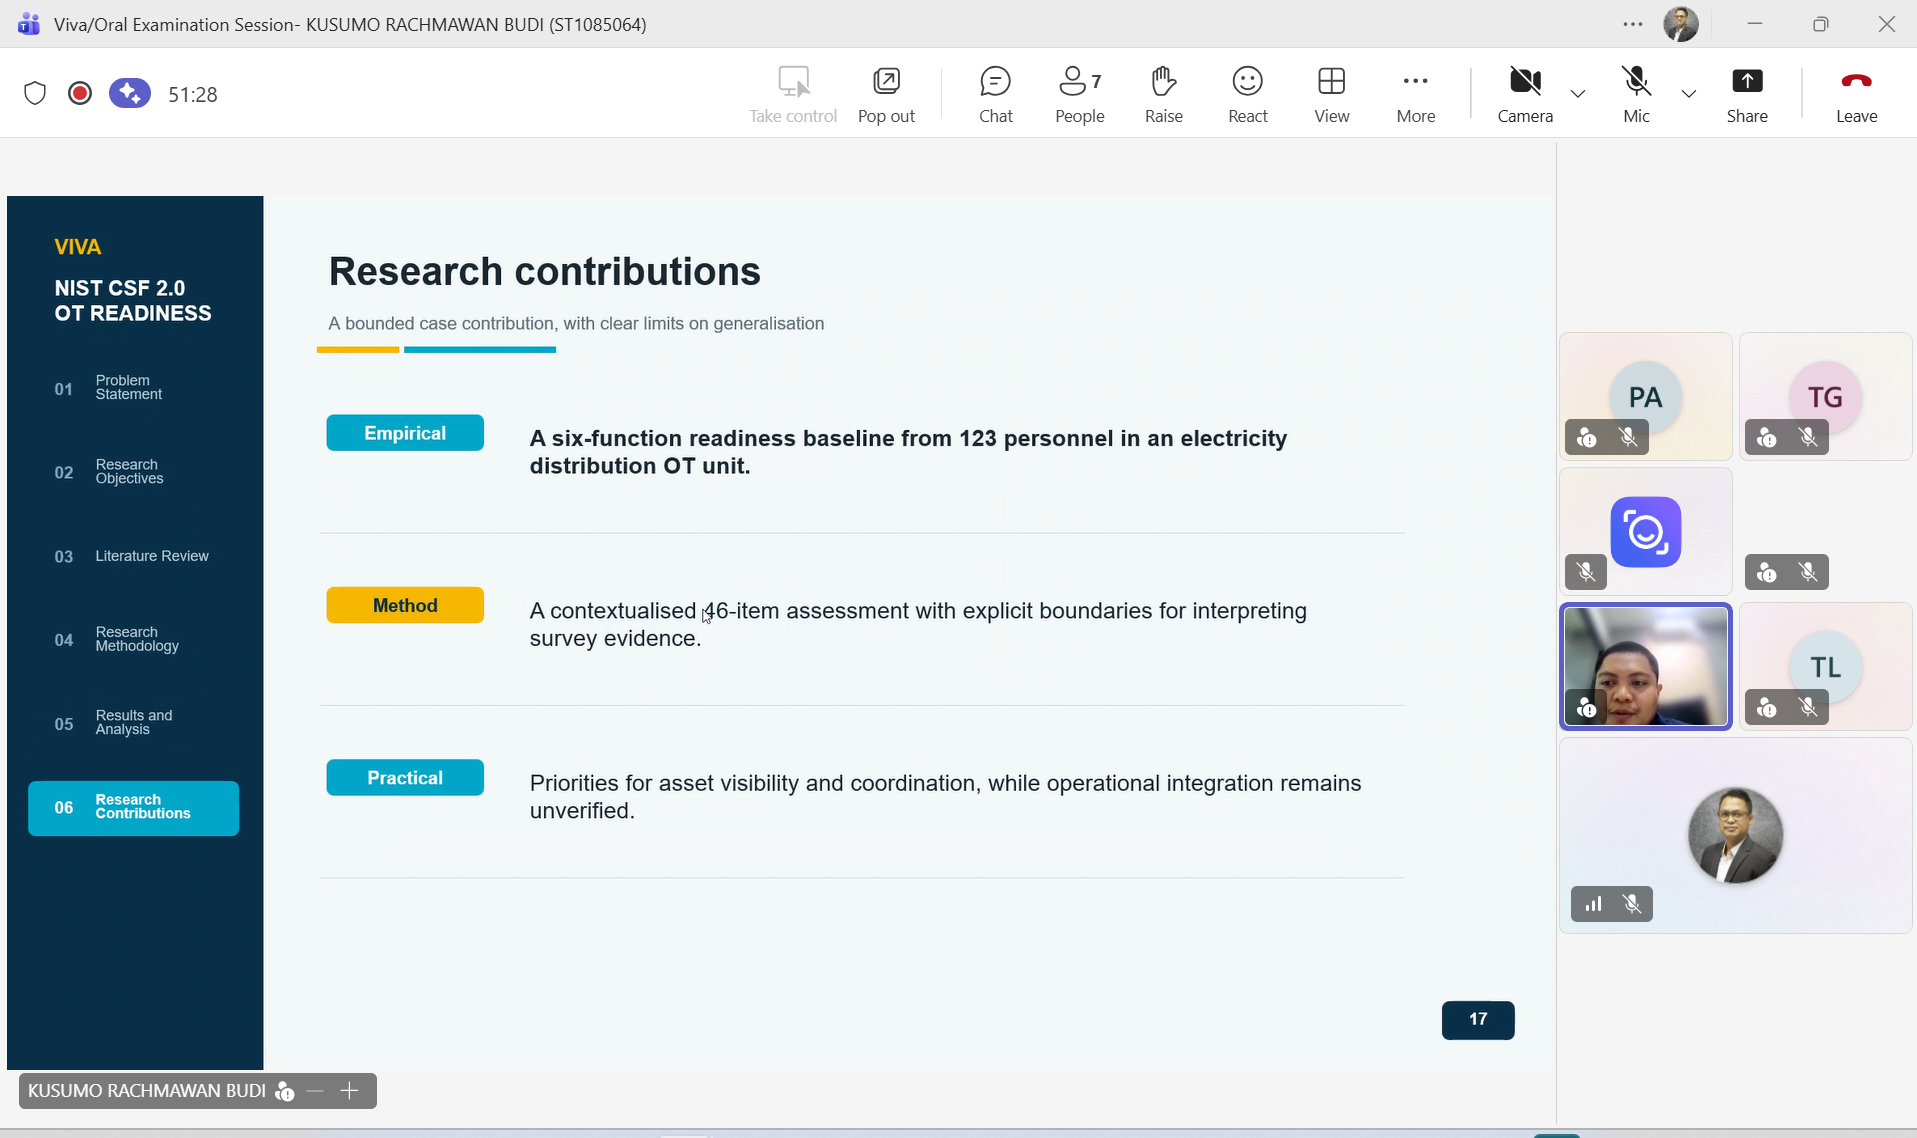 Viva/Oral Examination Session- KUSUMO RACHMAWAN BUDI (ST1085064)
51:28
Take control
Pop out
Chat
7
People
Raise
React
View
More
Camera
Mic
Share
Leave
VIVA
NIST CSF 2.0
OT READINESS
01 Problem
Statement
02 Research
Objectives
03 Literature Review
04 Research
Methodology
05 Results and
Analysis
06 Research
Contributions
Research contributions
A bounded case contribution, with clear limits on generalisation
Empirical
A six-function readiness baseline from 123 personnel in an electricity
distribution OT unit.
Method
A contextualised 46-item assessment with explicit boundaries for interpreting
survey evidence.
Practical
Priorities for asset visibility and coordination, while operational integration remains
unverified.
17
PA
TG
TL
KUSUMO RACHMAWAN BUDI